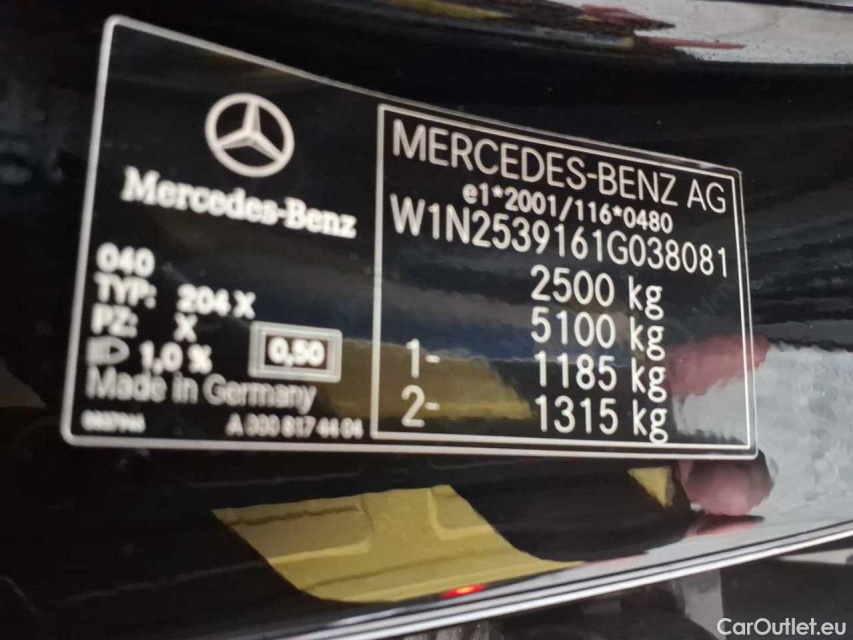 Mercedes-Benz
040
TYP: 204 X
PZ: X
1,0 %
0,50
Made in Germany
A 000 817 44 04
MERCEDES-BENZ AG
e1*2001/116*0480
W1N2539161G038081
2500 kg
5100 kg
1- 1185 kg
2- 1315 kg
CarOutlet.eu